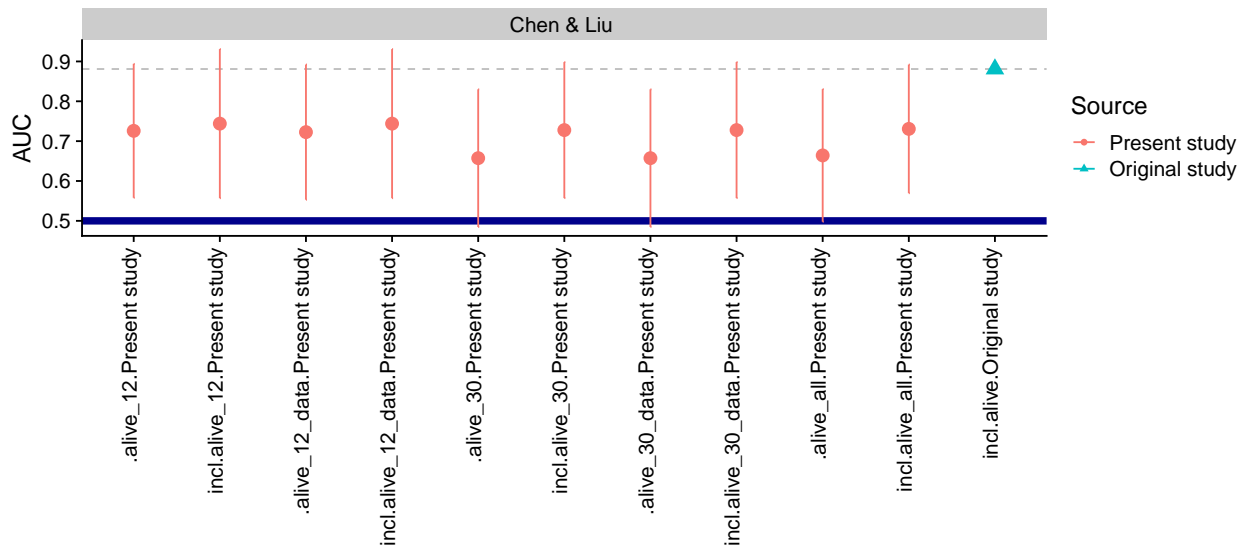 Chen & Liu
AUC
0.9
0.8
0.7
0.6
0.5
.alive_12.Present study
incl.alive_12.Present study
.alive_12_data.Present study
incl.alive_12_data.Present study
.alive_30.Present study
incl.alive_30.Present study
.alive_30_data.Present study
incl.alive_30_data.Present study
.alive_all.Present study
incl.alive_all.Present study
incl.alive.Original study
Source
Present study
Original study